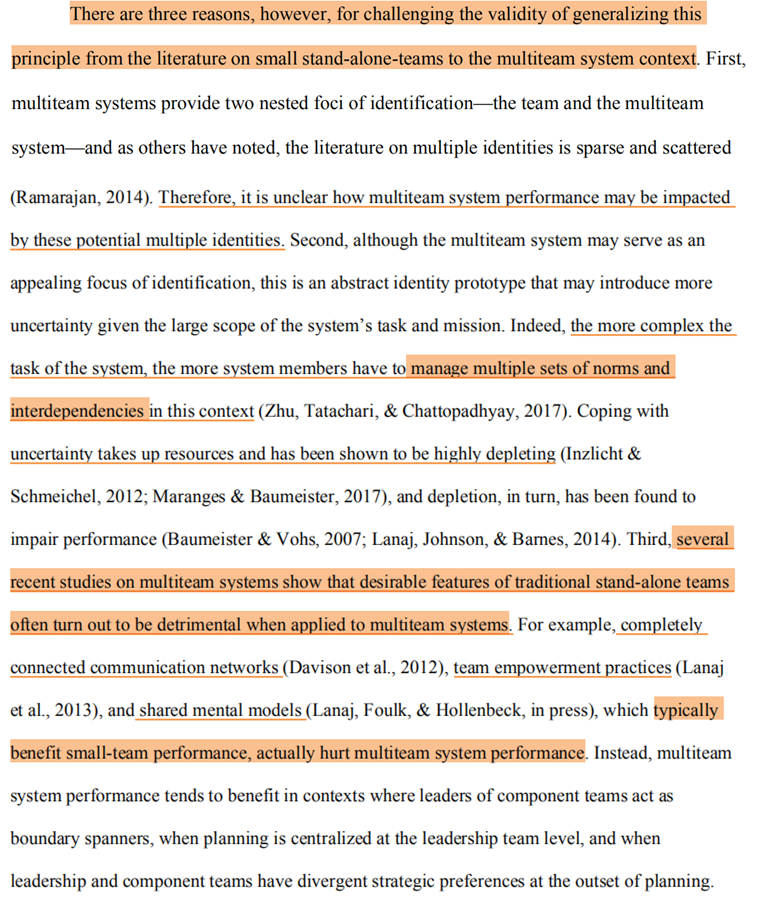 There are three reasons, however, for challenging the validity of generalizing this
principle from the literature on small stand-alone-teams to the multiteam system context. First,
multiteam systems provide two nested foci of identification—the team and the multiteam
system—and as others have noted, the literature on multiple identities is sparse and scattered
(Ramarajan, 2014). Therefore, it is unclear how multiteam system performance may be impacted
by these potential multiple identities. Second, although the multiteam system may serve as an
appealing focus of identification, this is an abstract identity prototype that may introduce more
uncertainty given the large scope of the system's task and mission. Indeed, the more complex the
task of the system, the more system members have to manage multiple sets of norms and
interdependencies in this context (Zhu, Tatachari, & Chattopadhyay, 2017). Coping with
uncertainty takes up resources and has been shown to be highly depleting (Inzlicht &
Schmeichel, 2012; Maranges & Baumeister, 2017), and depletion, in turn, has been found to
impair performance (Baumeister & Vohs, 2007; Lanaj, Johnson, & Barnes, 2014). Third, several
recent studies on multiteam systems show that desirable features of traditional stand-alone teams
often turn out to be detrimental when applied to multiteam systems. For example, completely
connected communication networks (Davison et al., 2012), team empowerment practices (Lanaj
et al., 2013), and shared mental models (Lanaj, Foulk, & Hollenbeck, in press), which typically
benefit small-team performance, actually hurt multiteam system performance. Instead, multiteam
system performance tends to benefit in contexts where leaders of component teams act as
boundary spanners, when planning is centralized at the leadership team level, and when
leadership and component teams have divergent strategic preferences at the outset of planning.